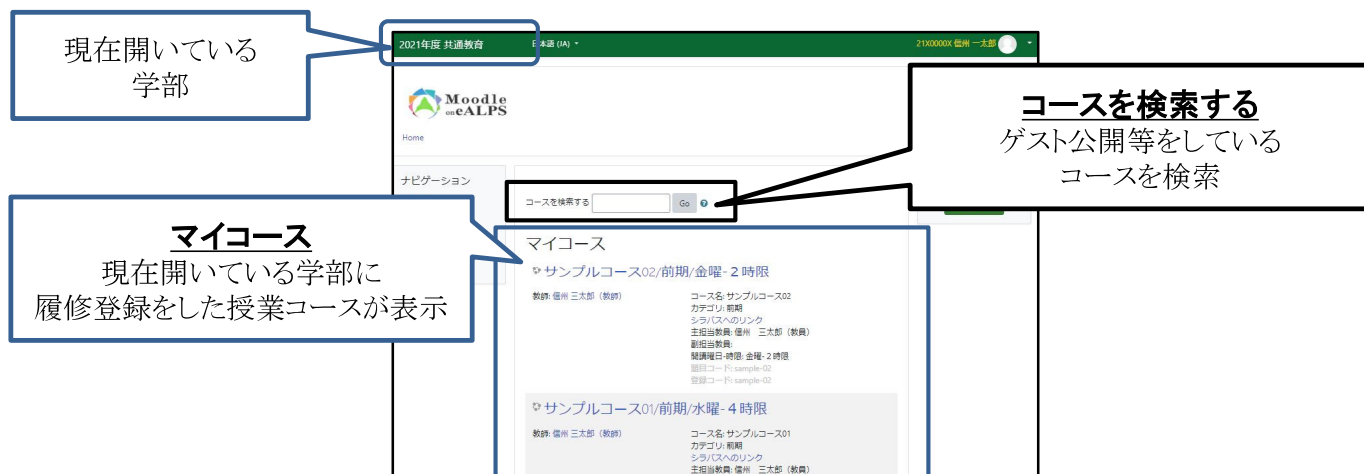 現在開いている
学部
2021年度 共通教育
日本語 (JA)
21X0000X 信州 一太郎
Moodle
on eALPS
Home
コースを検索する
ゲスト公開等をしている
コースを検索
ナビゲーション
コースを検索する
Go
マイコース
現在開いている学部に
履修登録をした授業コースが表示
マイコース
サンプルコース02/前期/金曜-２時限
教師: 信州 三太郎（教師）
コース名: サンプルコース02
カテゴリ: 前期
シラバスへのリンク
主担当教員: 信州　三太郎（教員）
副担当教員:
開講曜日-時限: 金曜-２時限
題目コード: sample-02
登録コード: sample-02
サンプルコース01/前期/水曜-４時限
教師: 信州 三太郎（教師）
コース名: サンプルコース01
カテゴリ: 前期
シラバスへのリンク
主担当教員: 信州　三太郎（教員）